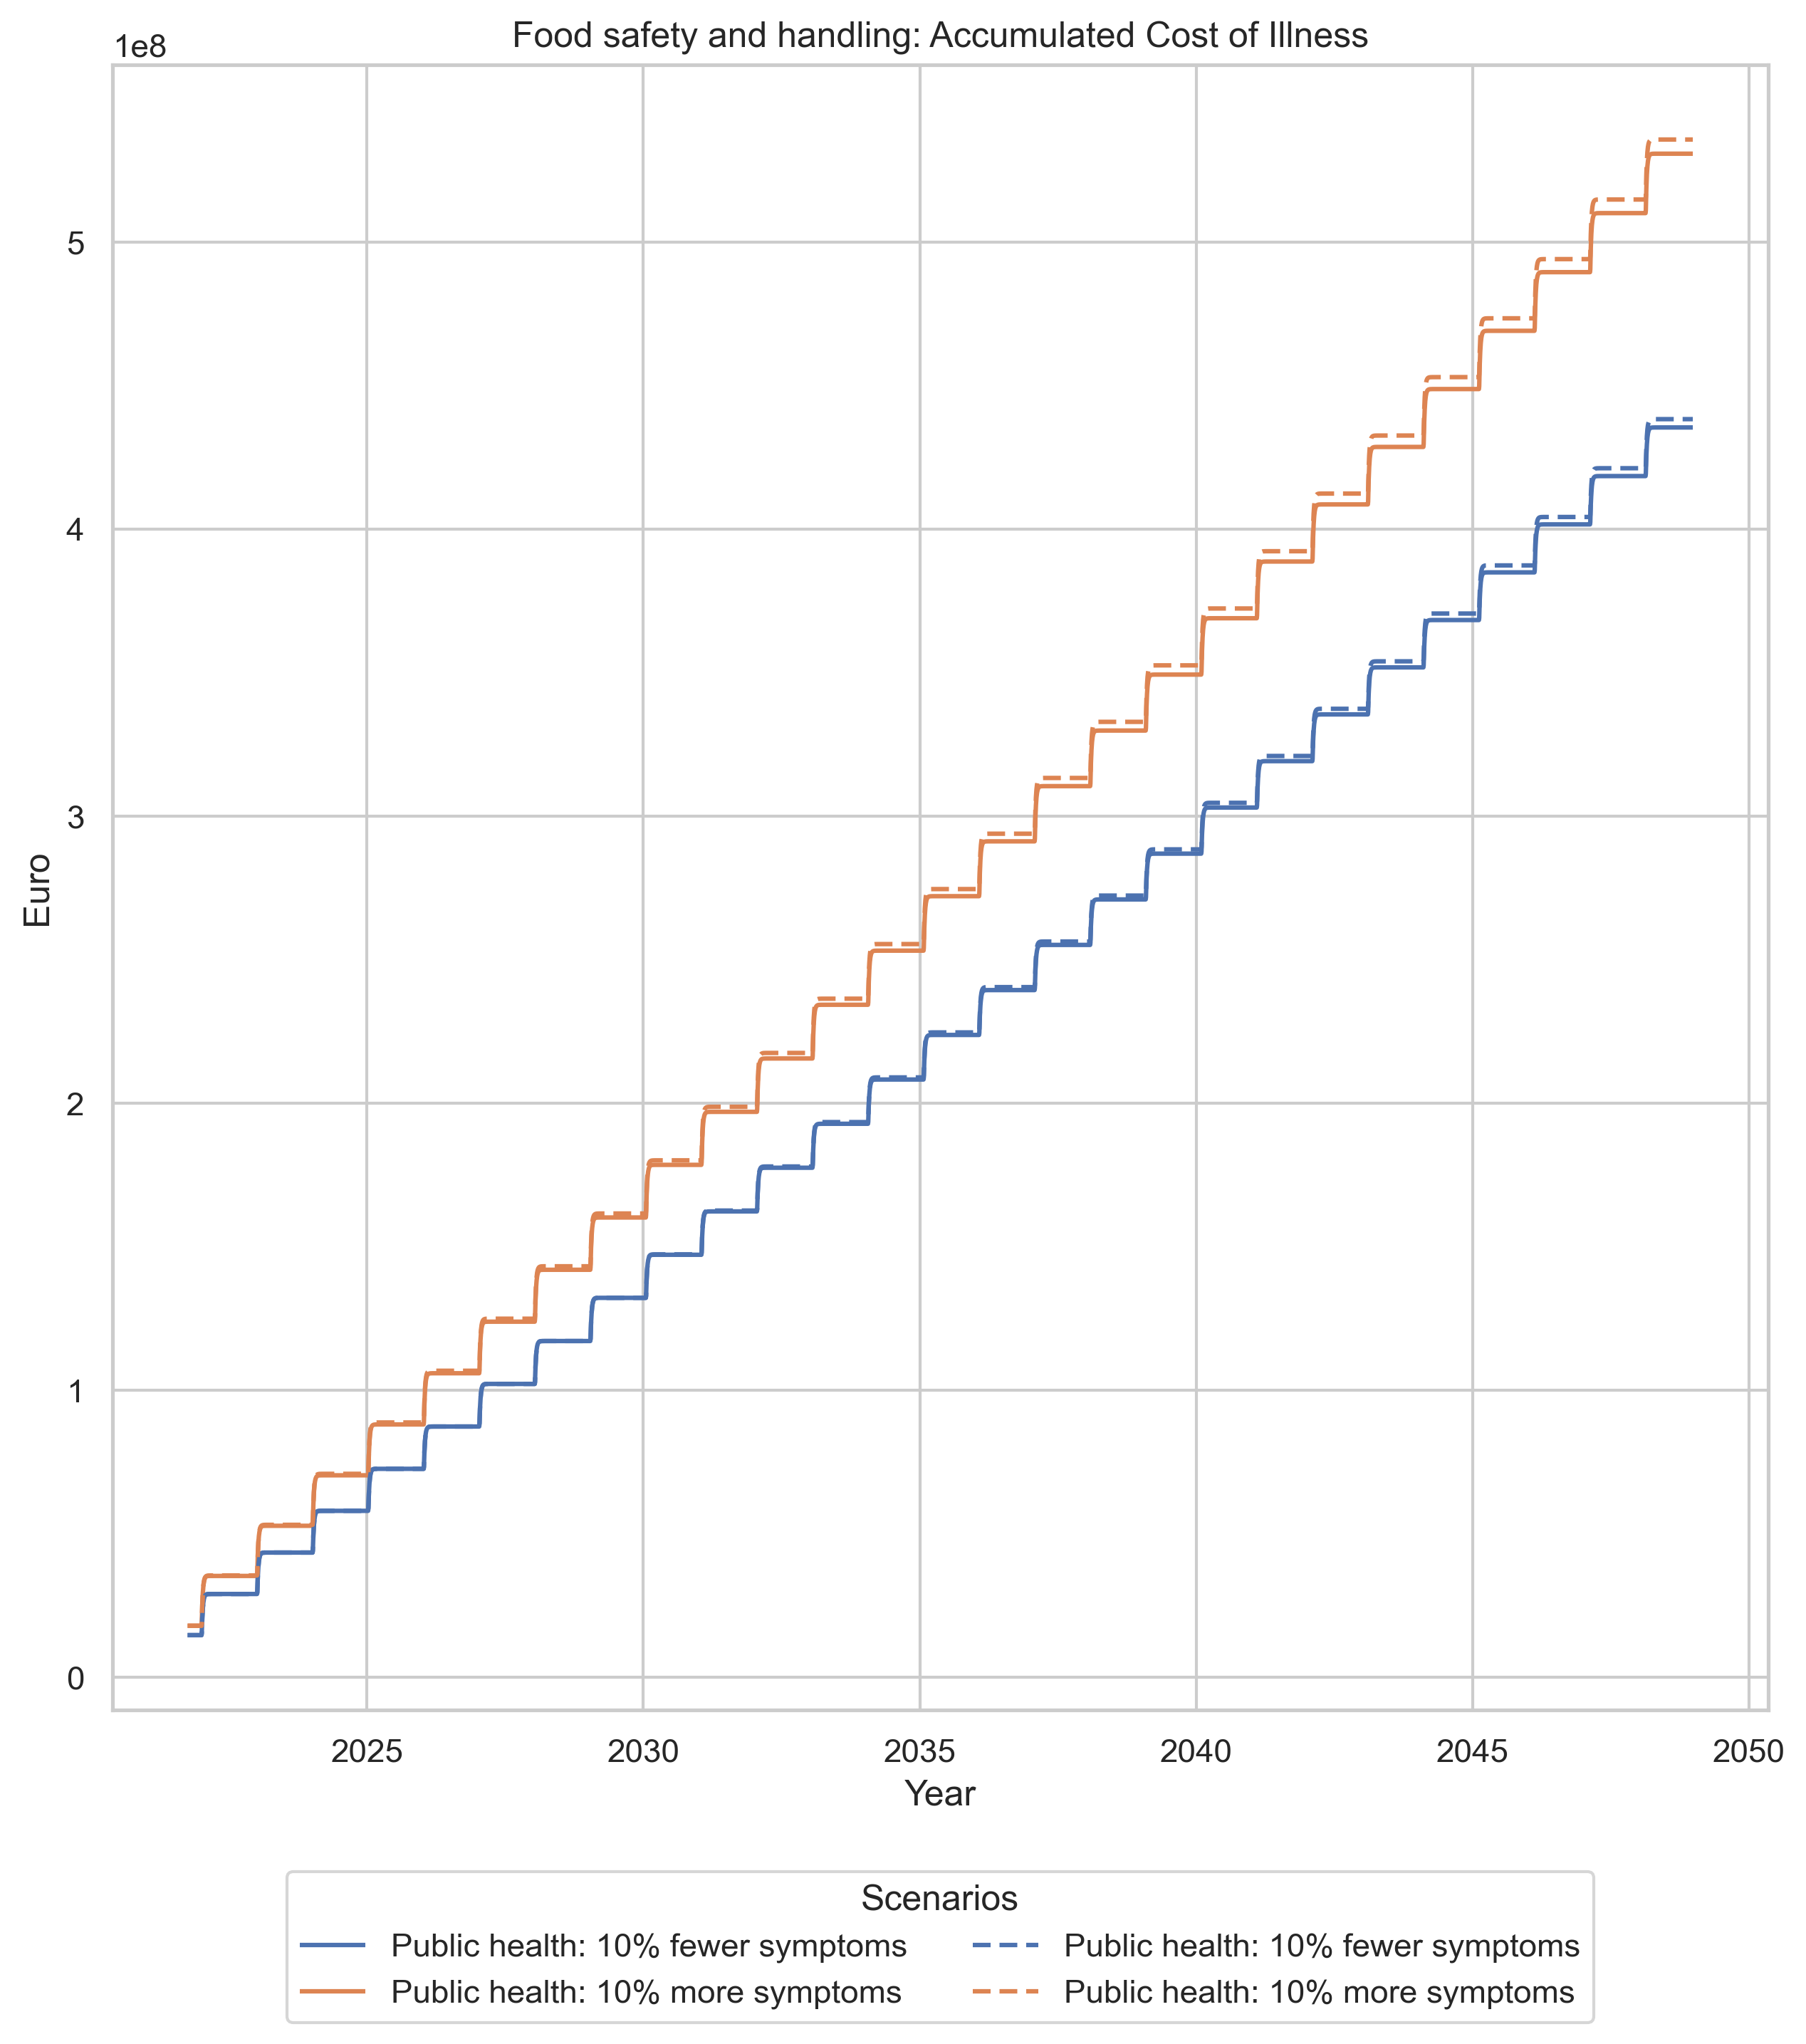 Food safety and handling: Accumulated Cost of Illness
1e8
5
4
3
2
1
0
Euro
2025 2030 2035 2040 2045 2050
Year
Scenarios
Public health: 10% fewer symptoms Public health: 10% fewer symptoms
Public health: 10% more symptoms Public health: 10% more symptoms